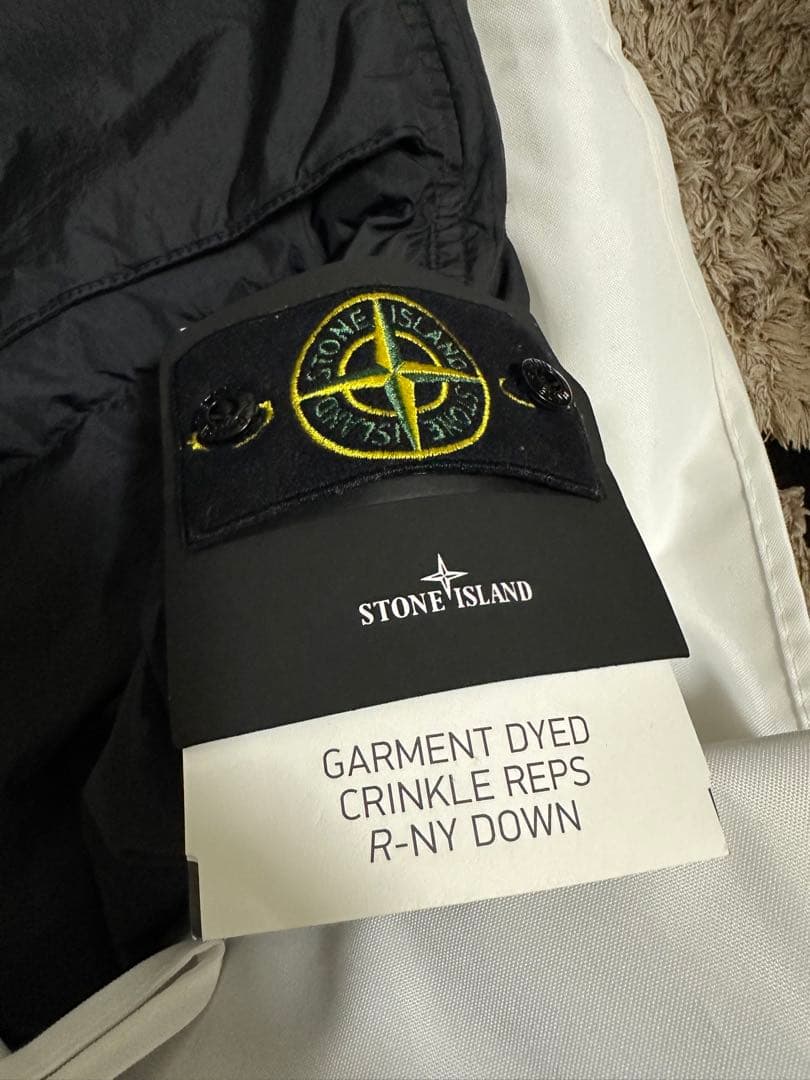 STONE ISLAND
STONE ISLAND
STONE ISLAND
GARMENT DYED
CRINKLE REPS
R-NY DOWN